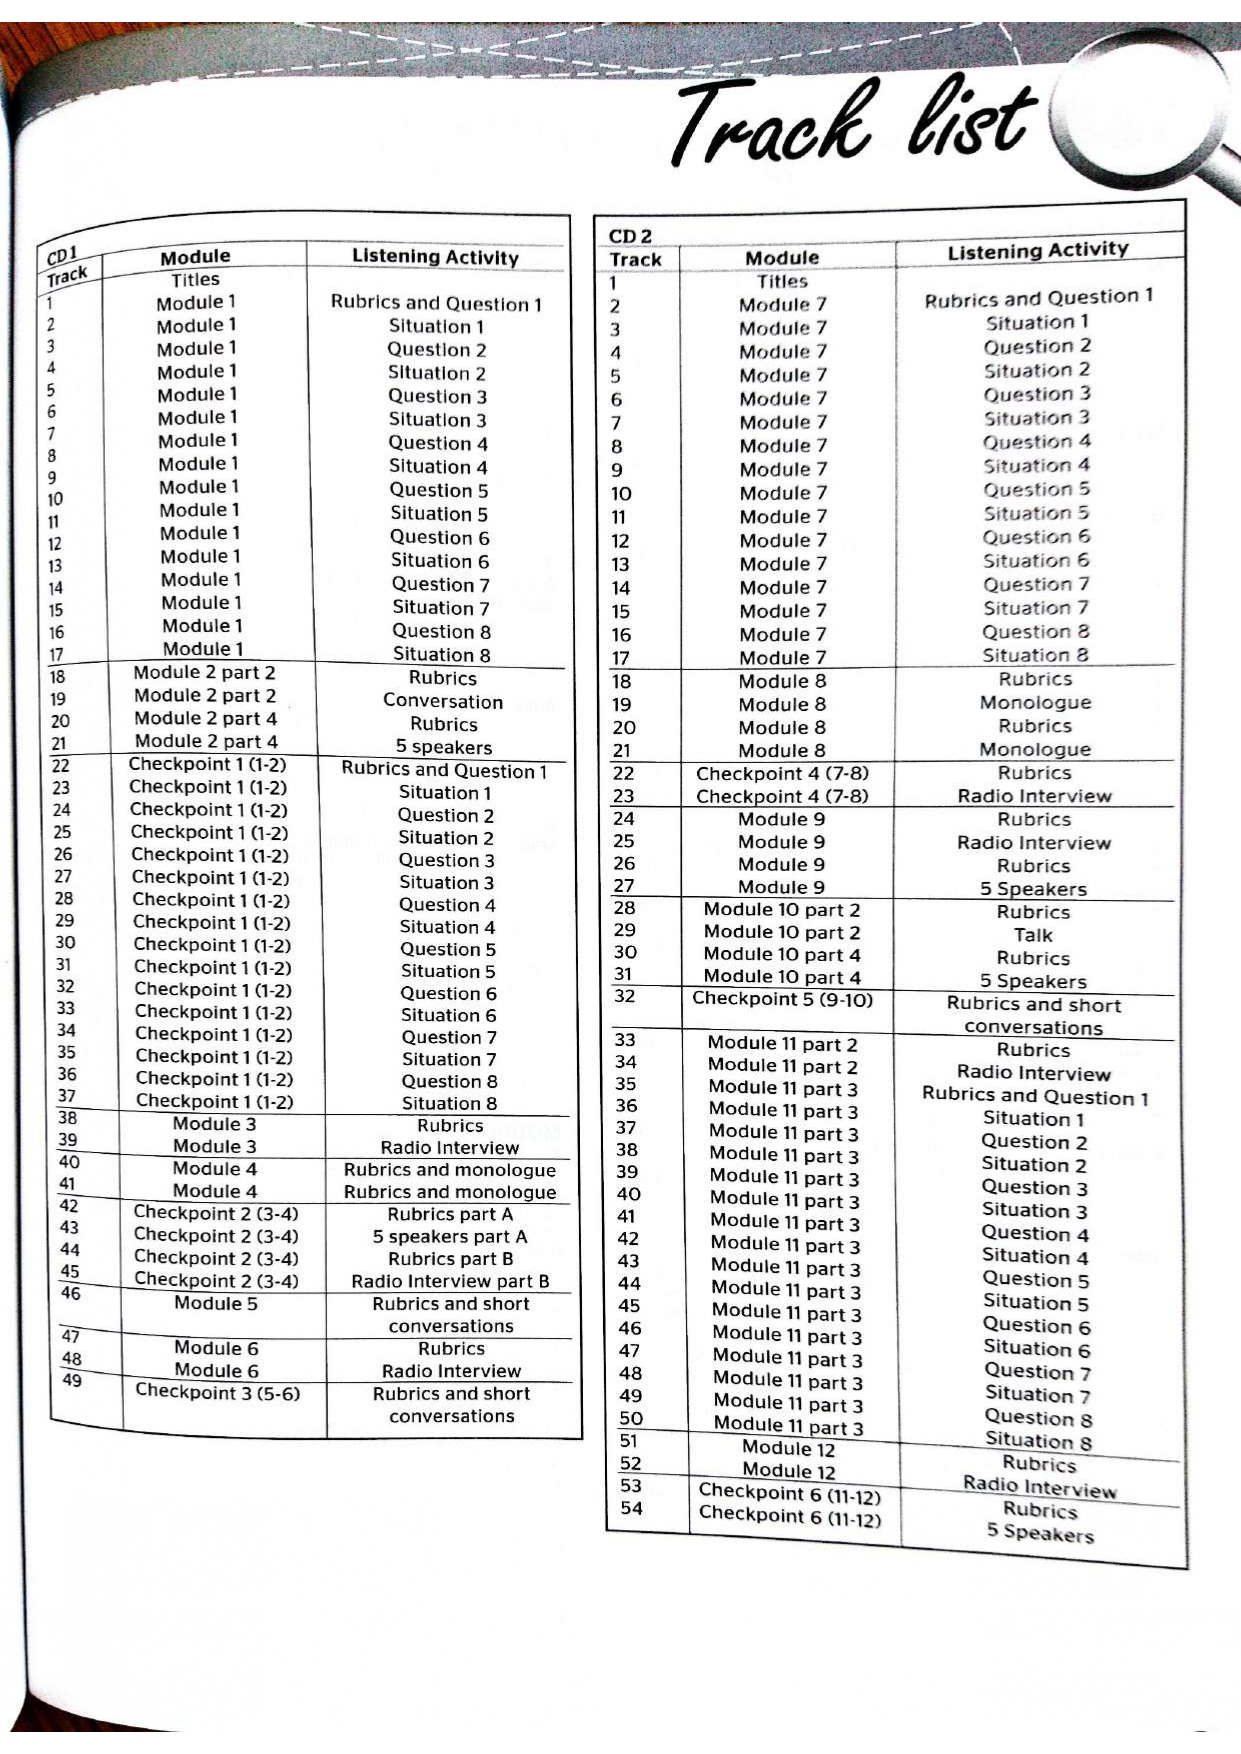 Track list
CD 1
Track Module Listening Activity
1 Titles
2 Module 1 Rubrics and Question 1
3 Module 1 Situation 1
4 Module 1 Question 2
5 Module 1 Situation 2
6 Module 1 Question 3
7 Module 1 Situation 3
8 Module 1 Question 4
9 Module 1 Situation 4
10 Module 1 Question 5
11 Module 1 Situation 5
12 Module 1 Question 6
13 Module 1 Situation 6
14 Module 1 Question 7
15 Module 1 Situation 7
16 Module 1 Question 8
17 Module 1 Situation 8
18 Module 2 part 2 Rubrics
19 Module 2 part 2 Conversation
20 Module 2 part 4 Rubrics
21 Module 2 part 4 5 speakers
22 Checkpoint 1 (1-2) Rubrics and Question 1
23 Checkpoint 1 (1-2) Situation 1
24 Checkpoint 1 (1-2) Question 2
25 Checkpoint 1 (1-2) Situation 2
26 Checkpoint 1 (1-2) Question 3
27 Checkpoint 1 (1-2) Situation 3
28 Checkpoint 1 (1-2) Question 4
29 Checkpoint 1 (1-2) Situation 4
30 Checkpoint 1 (1-2) Question 5
31 Checkpoint 1 (1-2) Situation 5
32 Checkpoint 1 (1-2) Question 6
33 Checkpoint 1 (1-2) Situation 6
34 Checkpoint 1 (1-2) Question 7
35 Checkpoint 1 (1-2) Situation 7
36 Checkpoint 1 (1-2) Question 8
37 Checkpoint 1 (1-2) Situation 8
38 Module 3 Rubrics
39 Module 3 Radio Interview
40 Module 4 Rubrics and monologue
41 Module 4 Rubrics and monologue
42 Checkpoint 2 (3-4) Rubrics part A
43 Checkpoint 2 (3-4) 5 speakers part A
44 Checkpoint 2 (3-4) Rubrics part B
45 Checkpoint 2 (3-4) Radio Interview part B
46 Module 5 Rubrics and short
conversations
47 Module 6 Rubrics
48 Module 6 Radio Interview
49 Checkpoint 3 (5-6) Rubrics and short
conversations
CD 2
Track Module Listening Activity
1 Titles
2 Module 7 Rubrics and Question 1
3 Module 7 Situation 1
4 Module 7 Question 2
5 Module 7 Situation 2
6 Module 7 Question 3
7 Module 7 Situation 3
8 Module 7 Question 4
9 Module 7 Situation 4
10 Module 7 Question 5
11 Module 7 Situation 5
12 Module 7 Question 6
13 Module 7 Situation 6
14 Module 7 Question 7
15 Module 7 Situation 7
16 Module 7 Question 8
17 Module 7 Situation 8
18 Module 8 Rubrics
19 Module 8 Monologue
20 Module 8 Rubrics
21 Module 8 Monologue
22 Checkpoint 4 (7-8) Rubrics
23 Checkpoint 4 (7-8) Radio Interview
24 Module 9 Rubrics
25 Module 9 Radio Interview
26 Module 9 Rubrics
27 Module 9 5 Speakers
28 Module 10 part 2 Rubrics
29 Module 10 part 2 Talk
30 Module 10 part 4 Rubrics
31 Module 10 part 4 5 Speakers
32 Checkpoint 5 (9-10) Rubrics and short
conversations
33 Module 11 part 2 Rubrics
34 Module 11 part 2 Radio Interview
35 Module 11 part 3 Rubrics and Question 1
36 Module 11 part 3 Situation 1
37 Module 11 part 3 Question 2
38 Module 11 part 3 Situation 2
39 Module 11 part 3 Question 3
40 Module 11 part 3 Situation 3
41 Module 11 part 3 Question 4
42 Module 11 part 3 Situation 4
43 Module 11 part 3 Question 5
44 Module 11 part 3 Situation 5
45 Module 11 part 3 Question 6
46 Module 11 part 3 Situation 6
47 Module 11 part 3 Question 7
48 Module 11 part 3 Situation 7
49 Module 11 part 3 Question 8
50 Module 11 part 3 Situation 8
51 Module 12 Rubrics
52 Module 12 Radio Interview
53 Checkpoint 6 (11-12) Rubrics
54 Checkpoint 6 (11-12) 5 Speakers